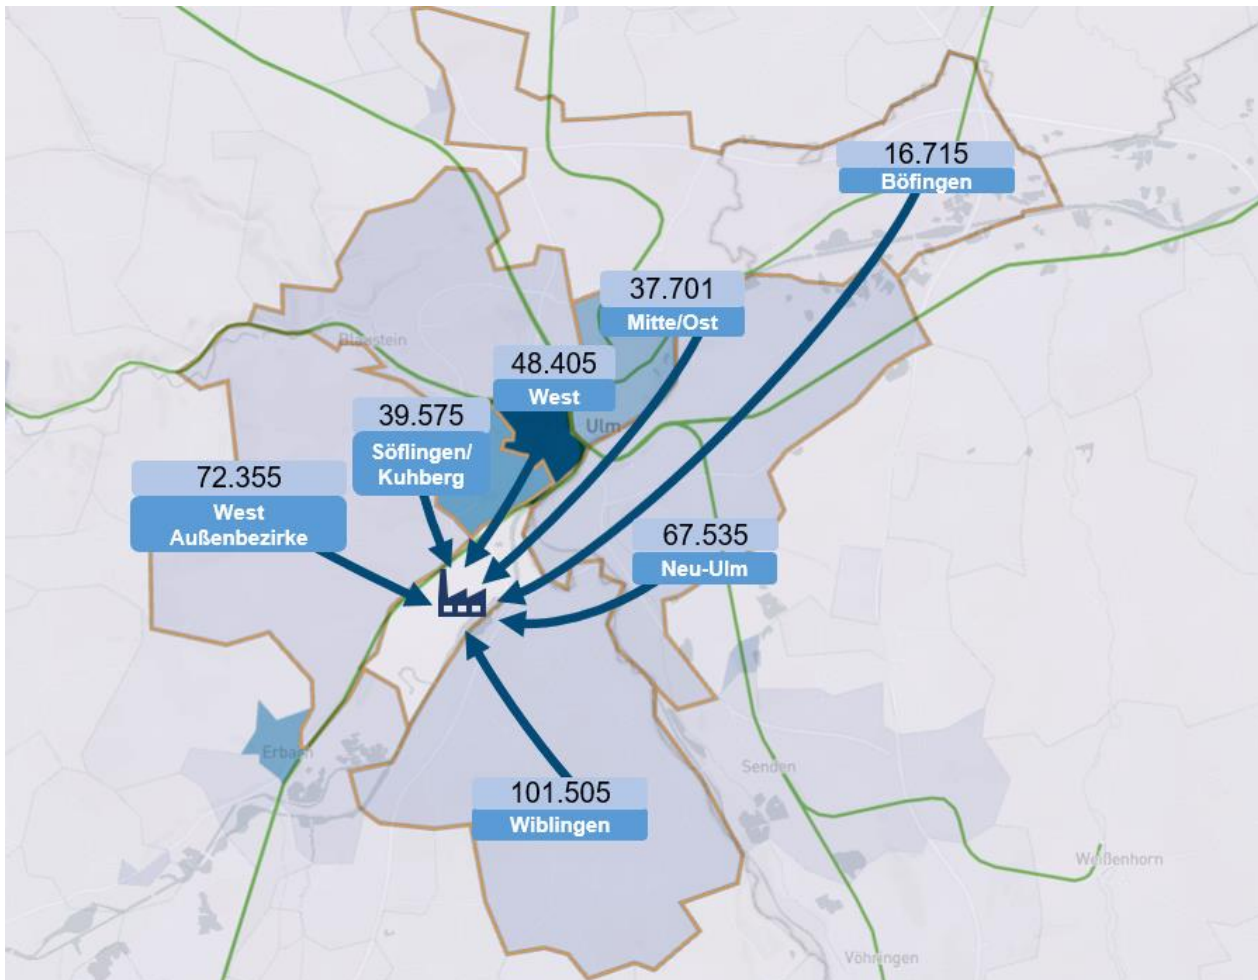 16.715
Böfingen
37.701
Mitte/Ost
Blaustein
48.405
West
39.575
Söflingen/
Kuhberg
Ulm
72.355
West
Außenbezirke
67.535
Neu-Ulm
Erbach
101.505
Wiblingen
Senden
Weißenhorn
Vöhringen